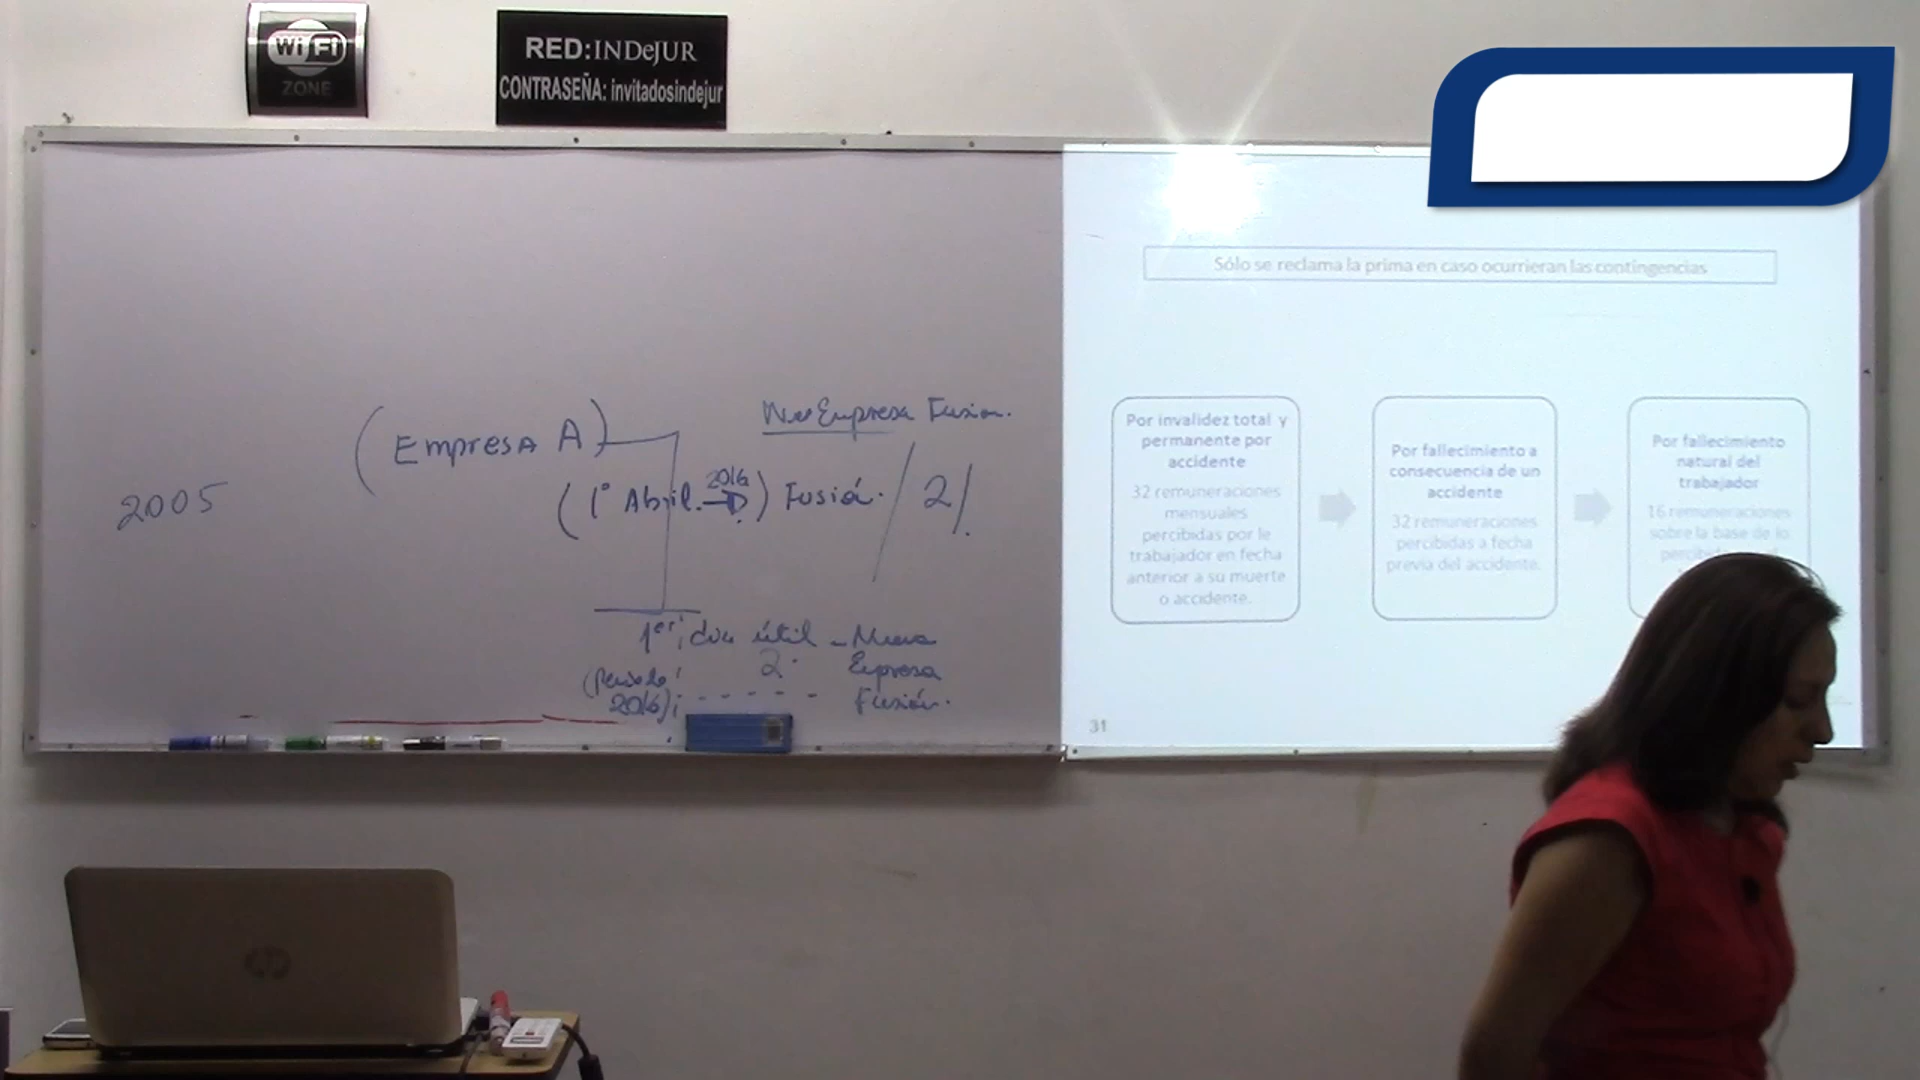 WiFi
ZONE
RED:INDeJUR
CONTRASEÑA: invitadosindejur
2005
(Empresa A)
Empresa Fusion.
(1° Abril. 2016) Fusión.
2
1er día útil - Nueva
2. Empresa
2016) Fusión.
Sólo se reclama la prima en caso ocurrieran las contingencias
Por invalidez total y
permanente por
accidente
32 remuneraciones
mensuales
percibidas por le
trabajador en fecha
anterior a su muerte
o accidente.
Por fallecimiento a
consecuencia de un
accidente
32 remuneraciones
percibidas a fecha
previa del accidente.
Por fallecimiento
natural del
trabajador
16 remuneraciones
sobre la base de lo
31
hp